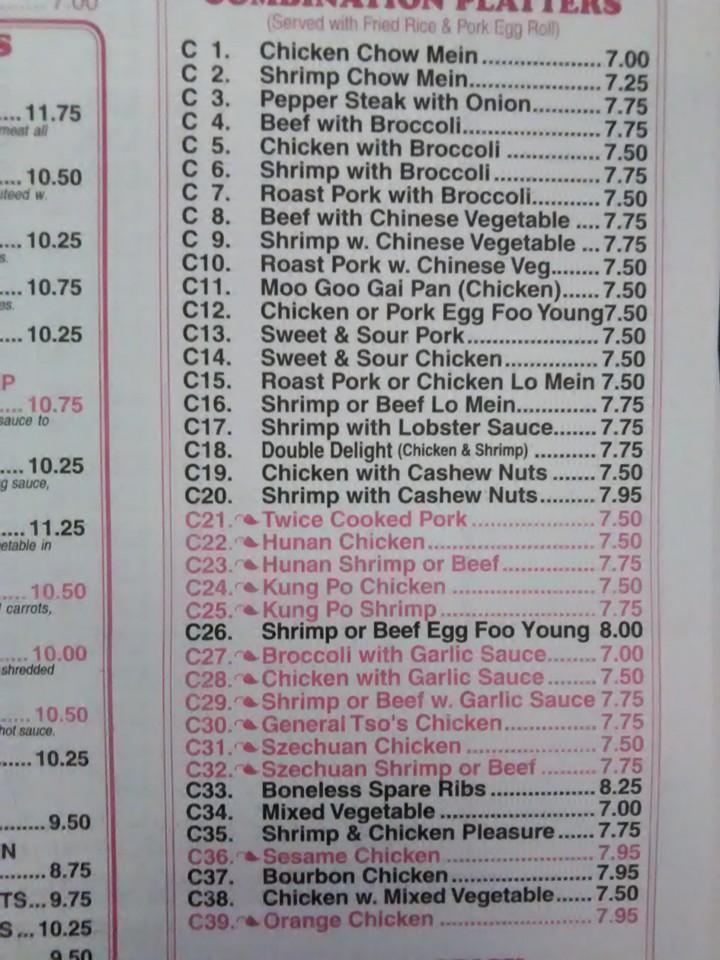 7.00
COMBINATION PLATTERS
(Served with Fried Rice & Pork Egg Roll)
C 1. Chicken Chow Mein....................7.00
C 2. Shrimp Chow Mein.....................7.25
C 3. Pepper Steak with Onion...........7.75
C 4. Beef with Broccoli......................7.75
C 5. Chicken with Broccoli ...............7.50
C 6. Shrimp with Broccoli.................7.75
C 7. Roast Pork with Broccoli...........7.50
C 8. Beef with Chinese Vegetable ....7.75
C 9. Shrimp w. Chinese Vegetable ...7.75
C10. Roast Pork w. Chinese Veg........7.50
C11. Moo Goo Gai Pan (Chicken)......7.50
C12. Chicken or Pork Egg Foo Young7.50
C13. Sweet & Sour Pork.....................7.50
C14. Sweet & Sour Chicken...............7.50
C15. Roast Pork or Chicken Lo Mein 7.50
C16. Shrimp or Beef Lo Mein.............7.75
C17. Shrimp with Lobster Sauce.......7.75
C18. Double Delight (Chicken & Shrimp) ..........7.75
C19. Chicken with Cashew Nuts .......7.50
C20. Shrimp with Cashew Nuts.........7.95
C21. Twice Cooked Pork ....................7.50
C22. Hunan Chicken...........................7.50
C23. Hunan Shrimp or Beef...............7.75
C24. Kung Po Chicken .......................7.50
C25. Kung Po Shrimp.........................7.75
C26. Shrimp or Beef Egg Foo Young 8.00
C27. Broccoli with Garlic Sauce........7.00
C28. Chicken with Garlic Sauce ........7.50
C29. Shrimp or Beef w. Garlic Sauce 7.75
C30. General Tso's Chicken...............7.75
C31. Szechuan Chicken .....................7.50
C32. Szechuan Shrimp or Beef ..........7.75
C33. Boneless Spare Ribs .................8.25
C34. Mixed Vegetable .........................7.00
C35. Shrimp & Chicken Pleasure......7.75
C36. Sesame Chicken ........................7.95
C37. Bourbon Chicken.......................7.95
C38. Chicken w. Mixed Vegetable......7.50
C39. Orange Chicken .........................7.95
S
....11.75
meat all
....10.50
w.
....10.25
s.
....10.75
es.
....10.25
P
....10.75
sauce to
....10.25
g sauce,
....11.25
etable in
.....10.50
carrots,
.....10.00
shredded
.....10.50
hot sauce.
......10.25
.........9.50
N
.........8.75
TS...9.75
S...10.25
9.50